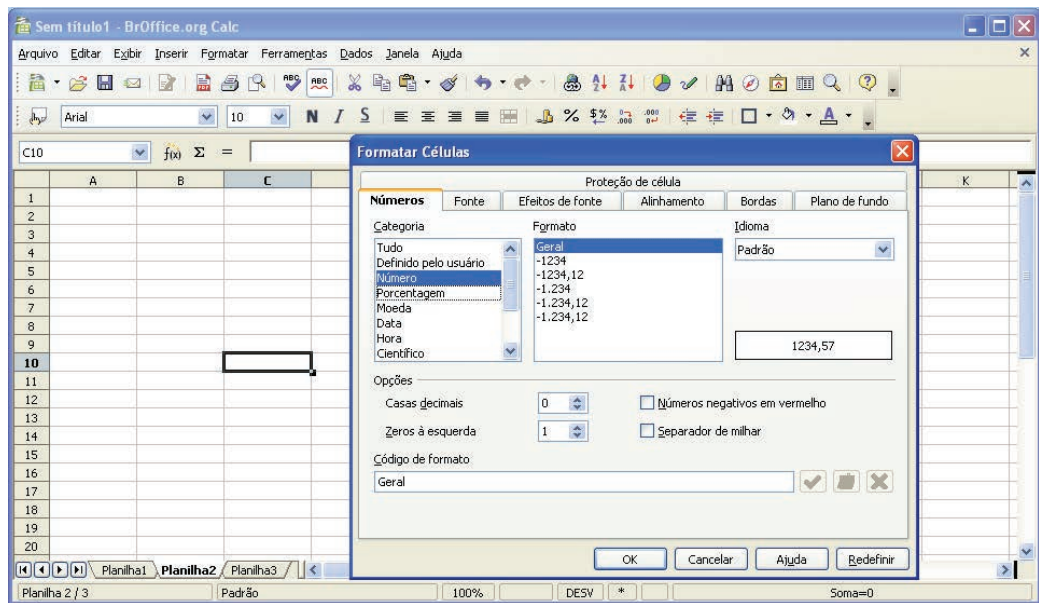 Sem título1 - BrOffice.org Calc
Arquivo Editar Exibir Inserir Formatar Ferramentas Dados Janela Ajuda
ABC ABC
Arial 10 N I S
C10 f(x) Σ =
Formatar Células
A B C K
Proteção de célula
Números Fonte Efeitos de fonte Alinhamento Bordas Plano de fundo
Categoria Formato Idioma
Tudo Geral Padrão
Definido pelo usuário -1234
Número -1234,12
Porcentagem -1.234
Moeda -1.234,12
Data -1.234,12
Hora
Científico
1234,57
Opções
Casas decimais 0 Números negativos em vermelho
Zeros à esquerda 1 Separador de milhar
Código de formato
Geral
OK Cancelar Ajuda Redefinir
1
2
3
4
5
6
7
8
9
10
11
12
13
14
15
16
17
18
19
20
Planilha1 Planilha2 Planilha3
Planilha 2 / 3 Padrão 100% DESV * Soma=0